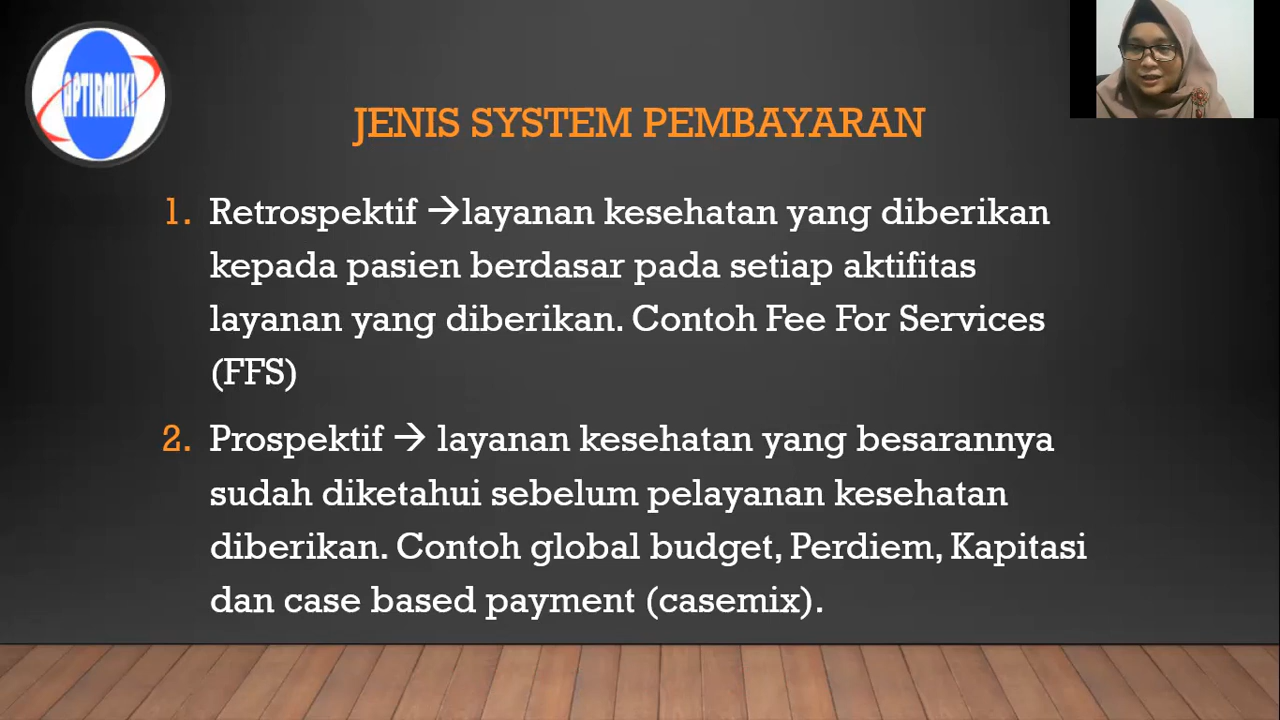 APTIRMIKI
JENIS SYSTEM PEMBAYARAN
1. Retrospektif →layanan kesehatan yang diberikan
kepada pasien berdasar pada setiap aktifitas
layanan yang diberikan. Contoh Fee For Services
(FFS)
2. Prospektif → layanan kesehatan yang besarannya
sudah diketahui sebelum pelayanan kesehatan
diberikan. Contoh global budget, Perdiem, Kapitasi
dan case based payment (casemix).